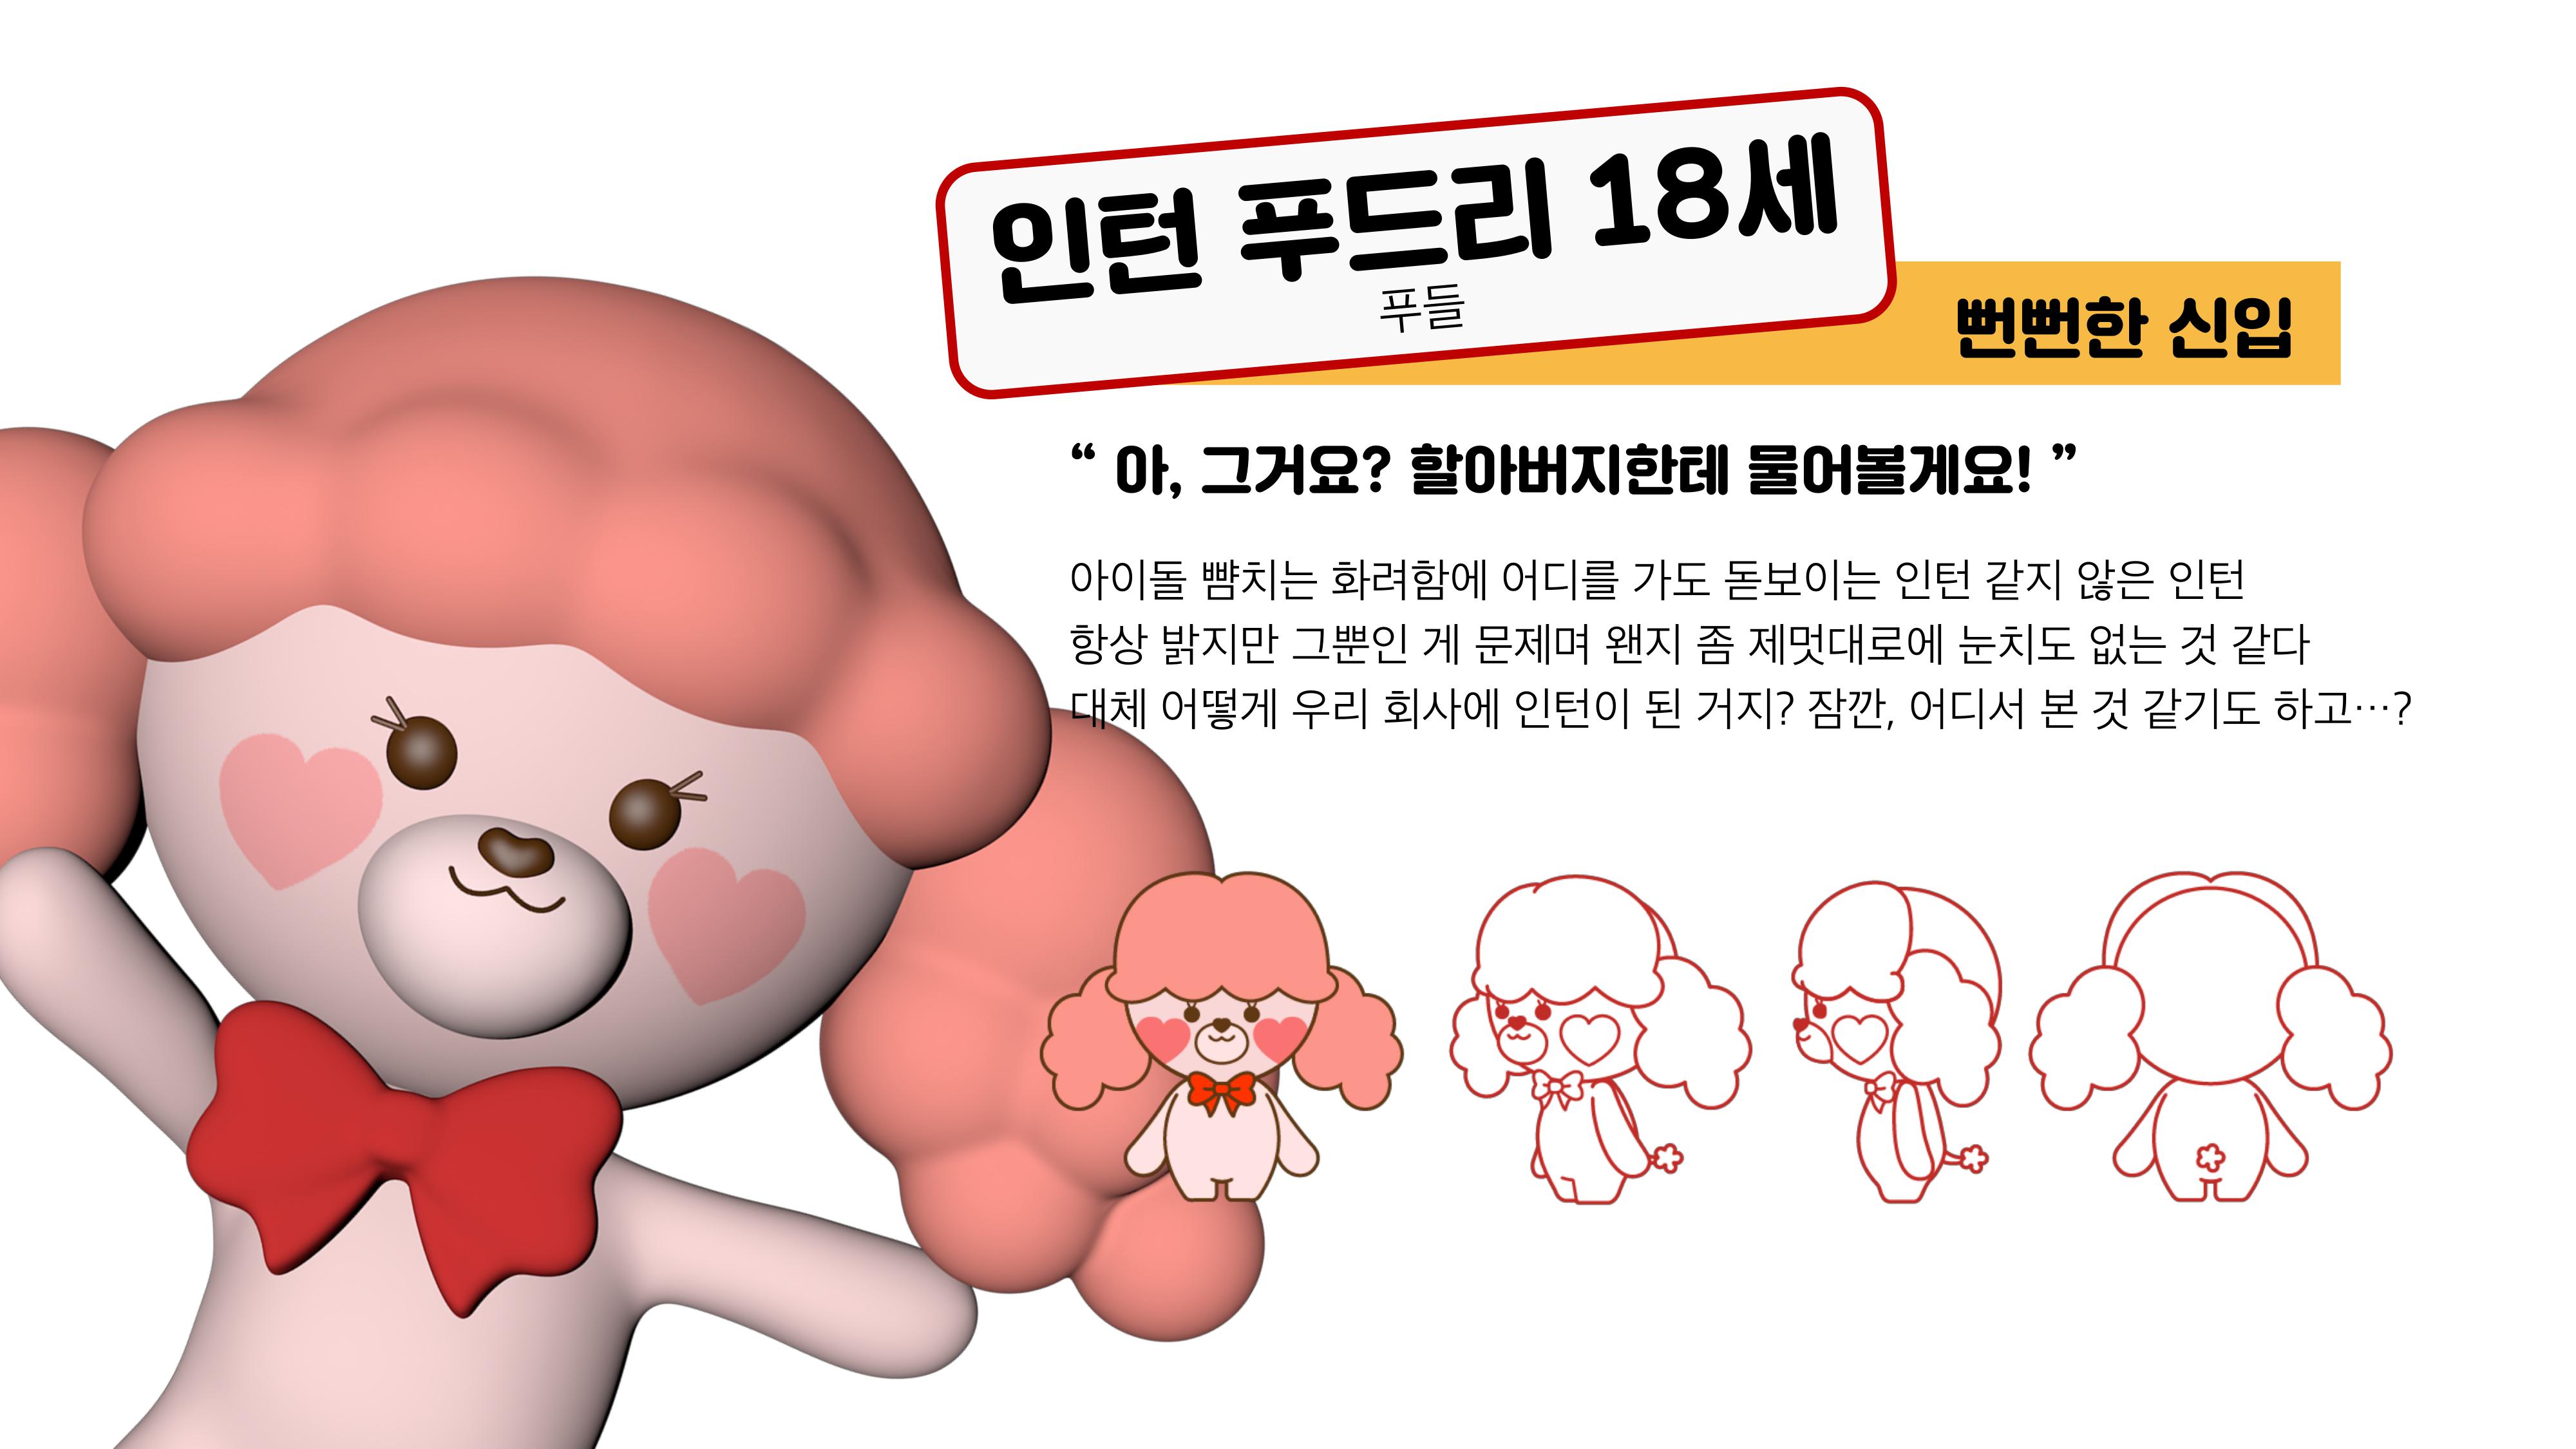 인턴 푸드리 18세
푸들
뻔뻔한 신입
“ 아, 그거요? 할아버지한테 물어볼게요! ”
아이돌 뺨치는 화려함에 어디를 가도 돋보이는 인턴 같지 않은 인턴
항상 밝지만 그뿐인 게 문제며 왠지 좀 제멋대로에 눈치도 없는 것 같다
대체 어떻게 우리 회사에 인턴이 된 거지? 잠깐, 어디서 본 것 같기도 하고…?